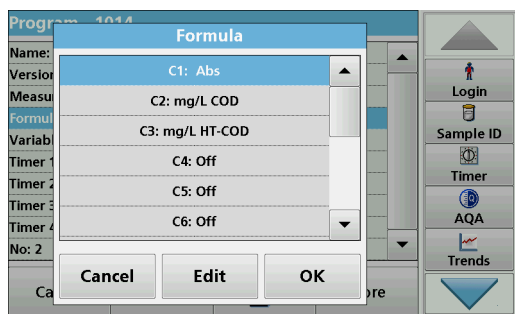 Program 1014
Formula
Name:
Version
Measu
Formul
Variabl
Timer 1
Timer 2
Timer 3
Timer 4
No: 2
C1: Abs
C2: mg/L COD
C3: mg/L HT-COD
C4: Off
C5: Off
C6: Off
Cancel
Edit
OK
Ca
ore
Login
Sample ID
Timer
AQA
Trends